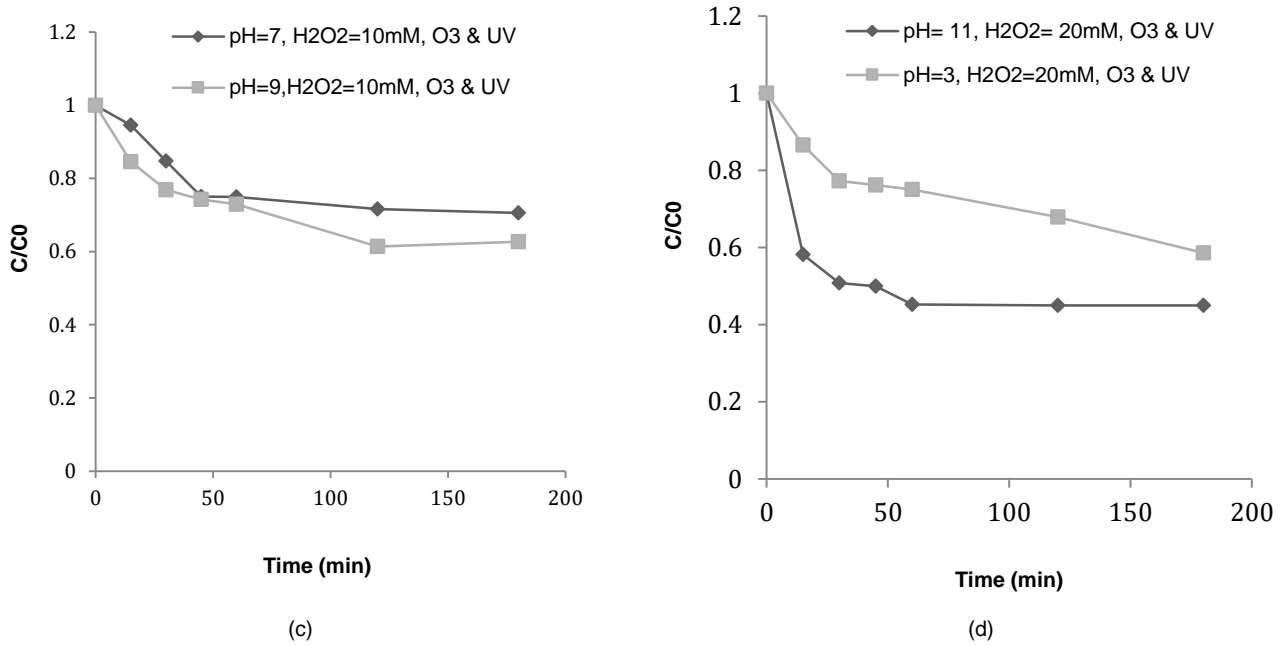 1.2
pH=7, H2O2=10mM, O3 & UV
pH=9,H2O2=10mM, O3 & UV
1
0.8
0.6
0.4
0.2
0
C/C0
0
50
100
150
200
Time (min)
(c)
1.2
pH= 11, H2O2= 20mM, O3 & UV
pH=3, H2O2=20mM, O3 & UV
1
0.8
0.6
0.4
0.2
0
C/C0
0
50
100
150
200
Time (min)
(d)